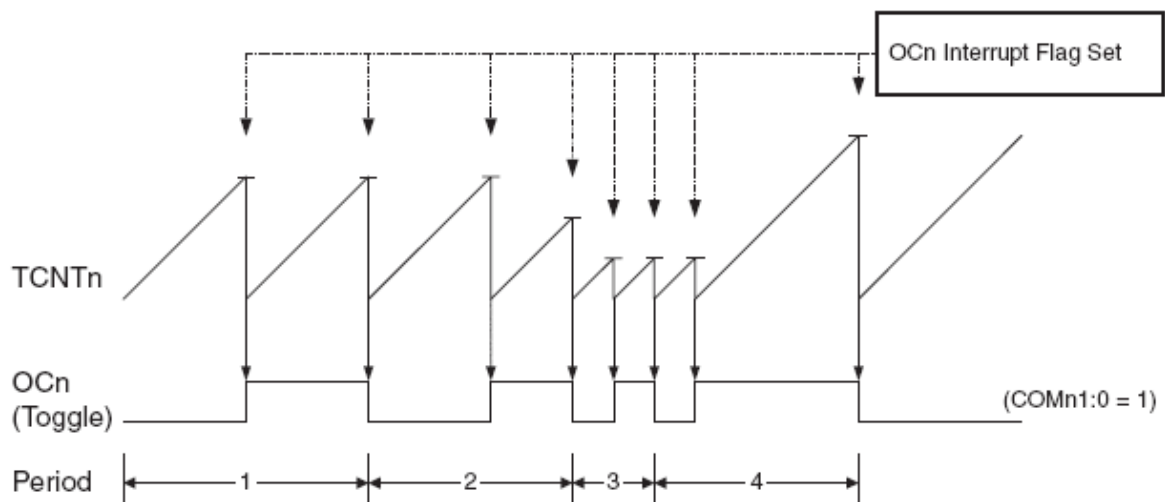 OCn Interrupt Flag Set
TCNTn
OCn
(Toggle)
(COMn1:0 = 1)
Period
1
2
3
4